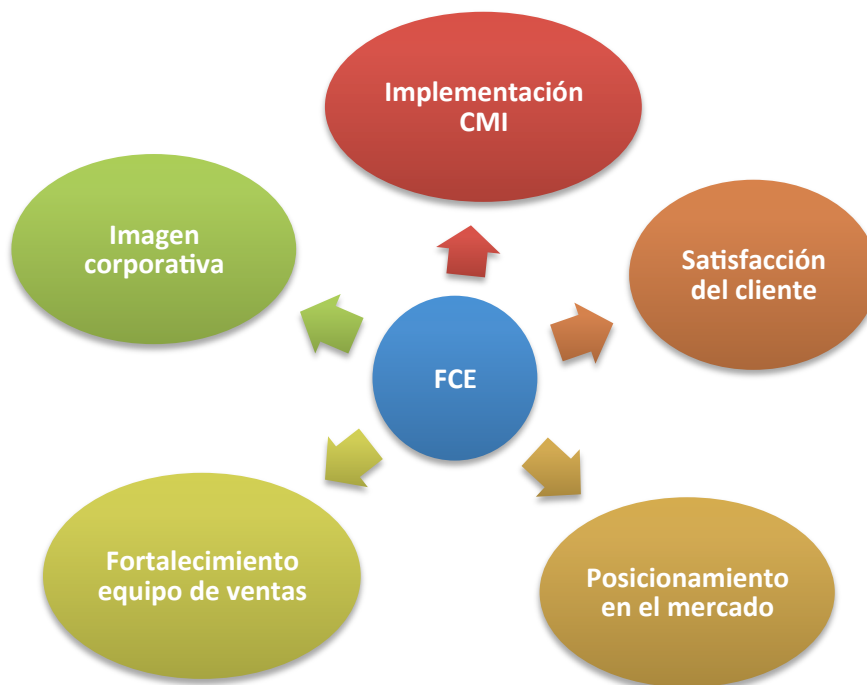 Implementación
CMI
Imagen
corporativa
Satisfacción
del cliente
FCE
Fortalecimiento
equipo de ventas
Posicionamiento
en el mercado